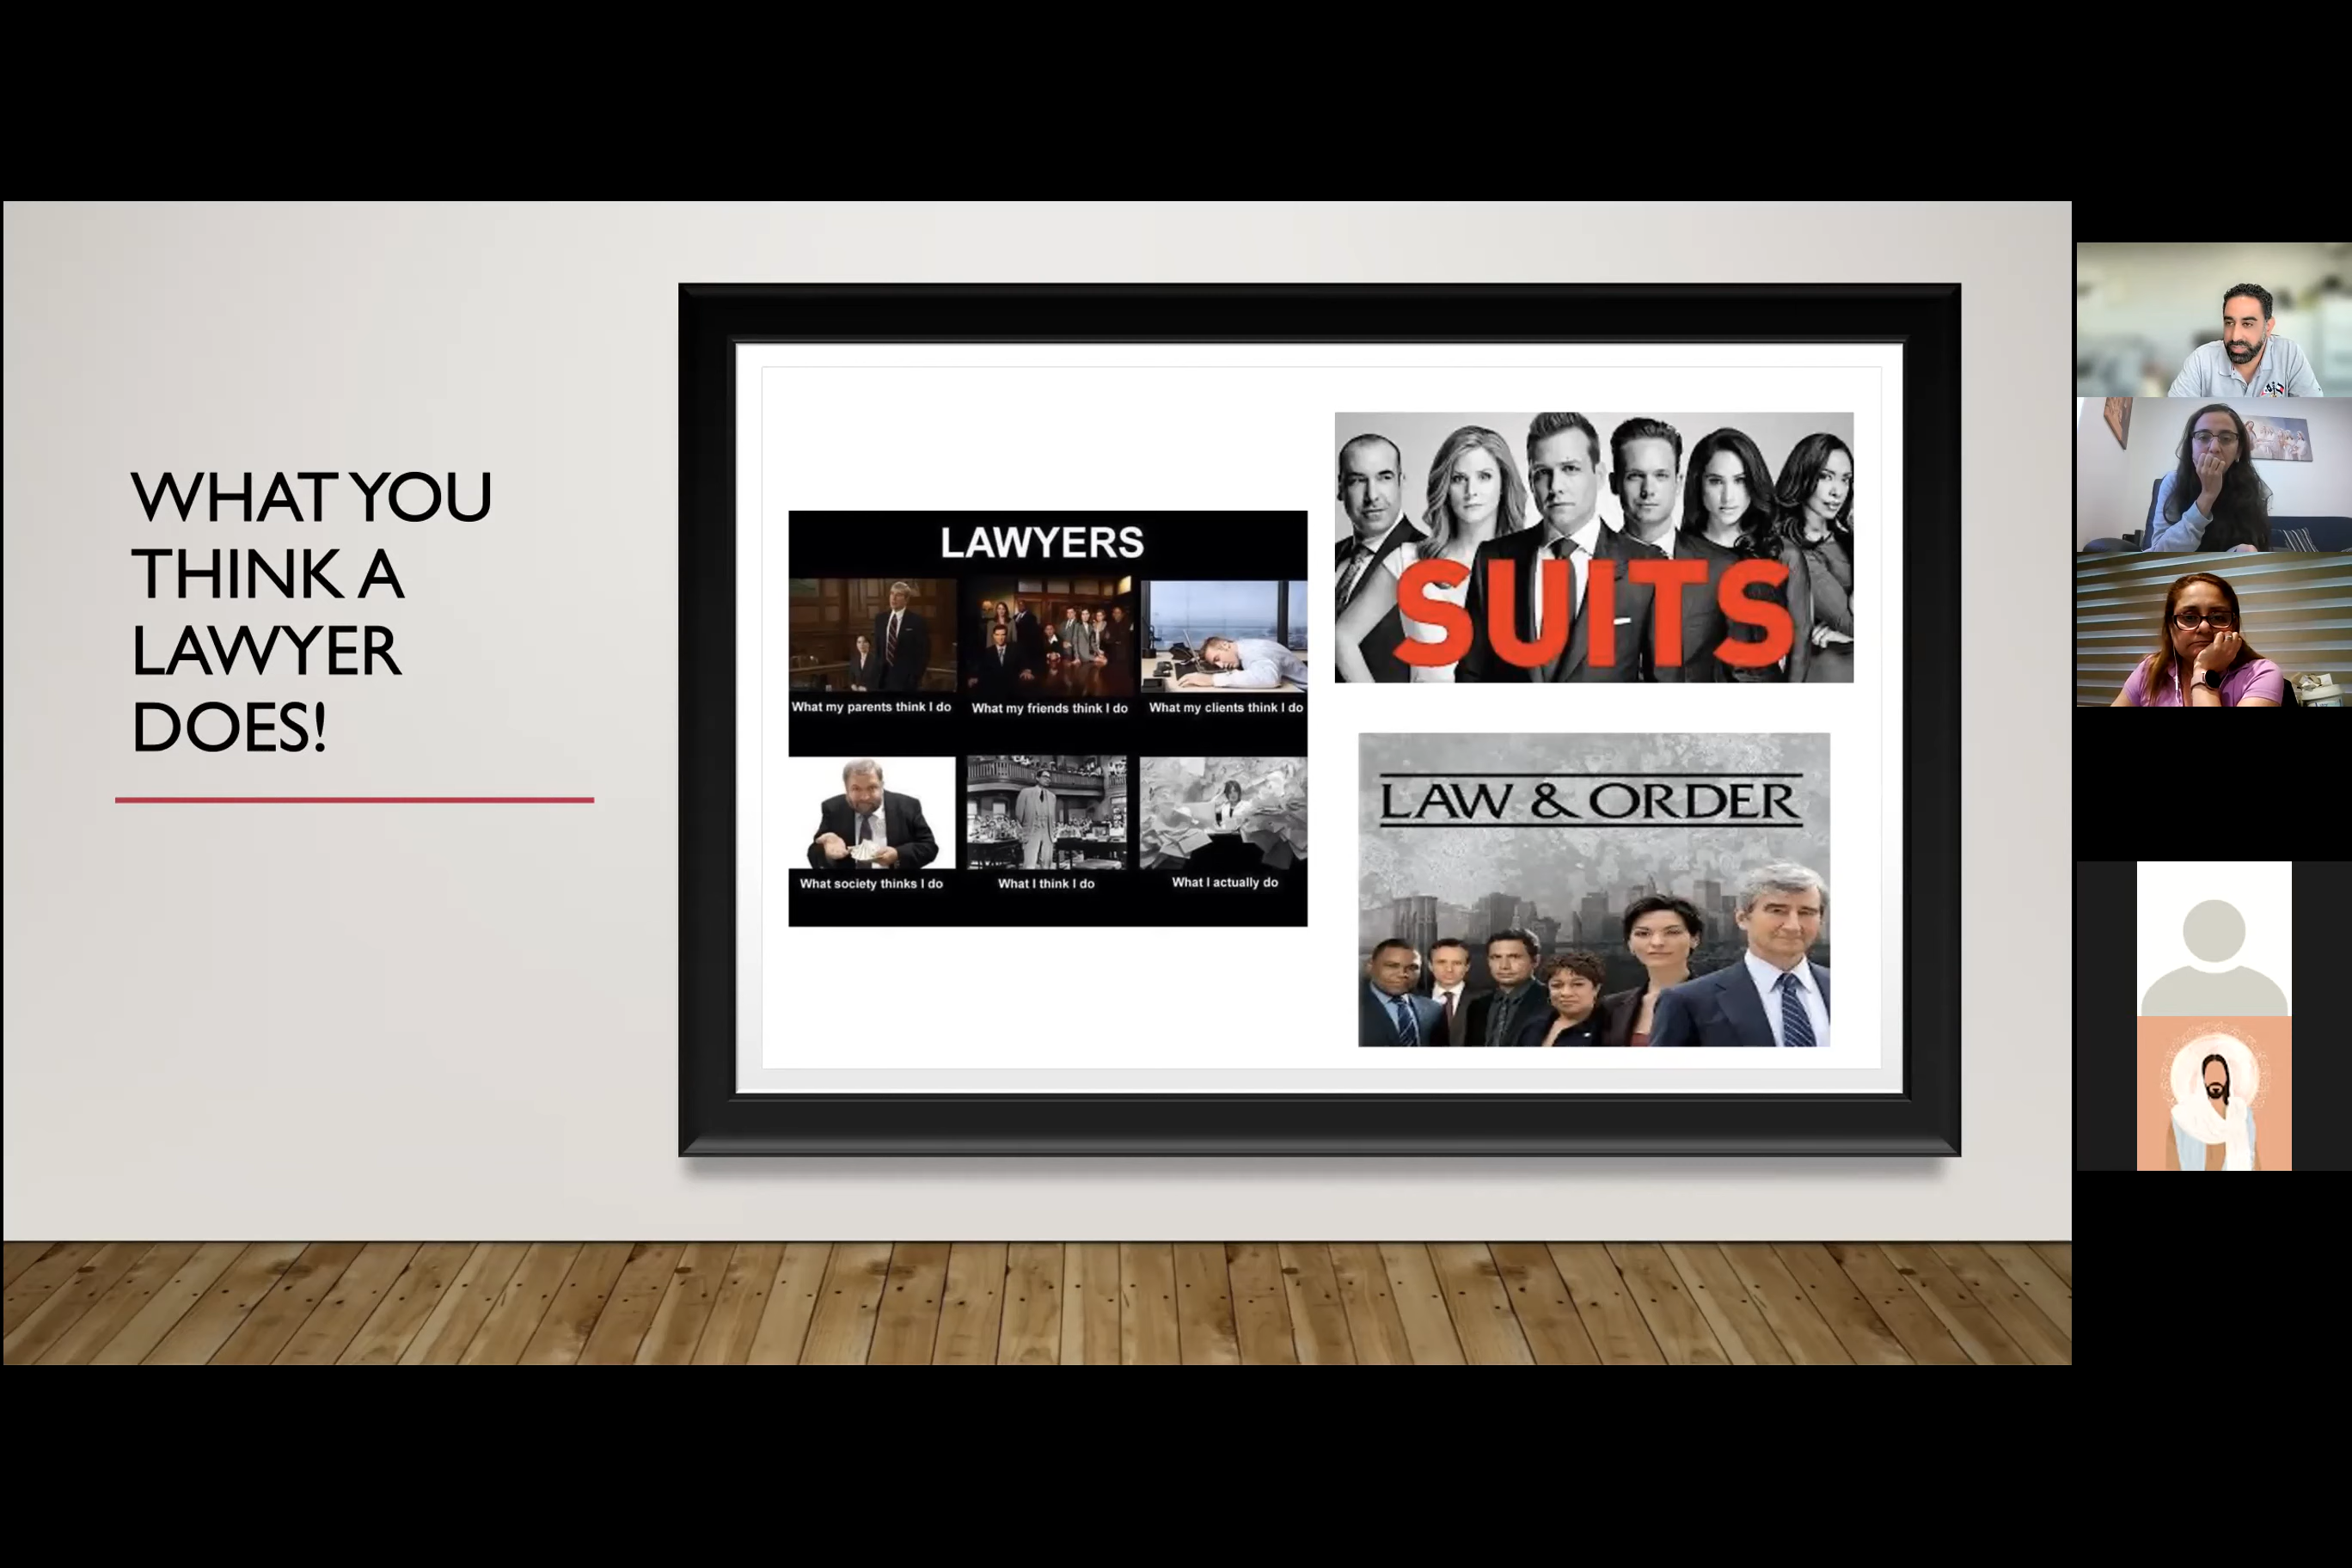 WHAT YOU
THINK A
LAWYER
DOES!
LAWYERS
What my parents think I do
What my friends think I do
What my clients think I do
What society thinks I do
What I think I do
What I actually do
SUITS
LAW & ORDER